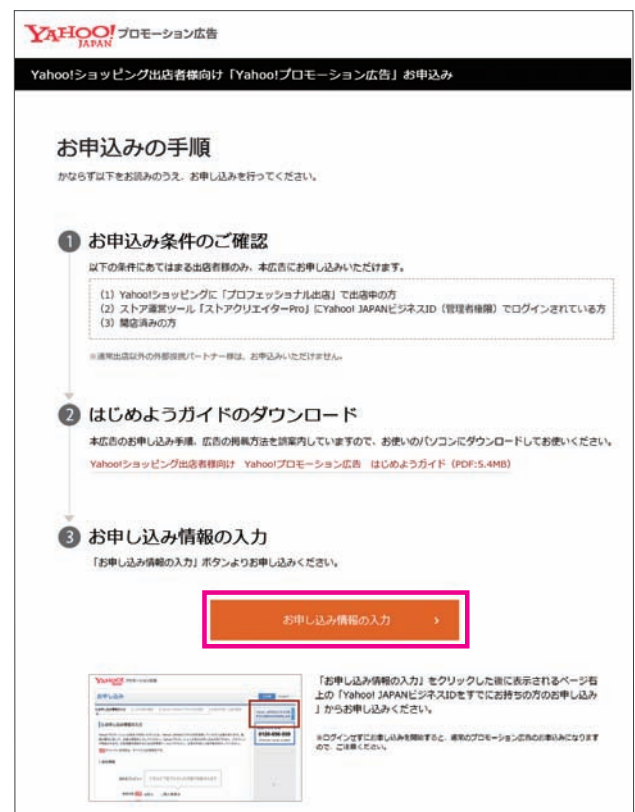 YAHOO! JAPAN プロモーション広告
Yahoo!ショッピング出店者様向け「Yahoo!プロモーション広告」お申込み
お申込みの手順
かならず以下をお読みのうえ、お申し込みを行ってください。
1 お申込み条件のご確認
以下の条件にあてはまる出店者様のみ、本広告にお申し込みいただけます。
(1) Yahoo!ショッピングに「プロフェッショナル出店」で出店中の方
(2) ストア運営ツール「ストアクリエイターPro」にYahoo! JAPANビジネスID(管理者権限)でログインされている方
(3) 開店済みの方
※通常出店以外の外部提携パートナー様は、お申込みいただけません。
2 はじめようガイドのダウンロード
本広告のお申し込み手順、広告の掲載方法を誤案内していますので、お使いのパソコンにダウンロードしてお使いください。
Yahoo!ショッピング出店者様向け Yahoo!プロモーション広告 はじめようガイド(PDF:5.4MB)
3 お申し込み情報の入力
「お申し込み情報の入力」ボタンよりお申し込みください。
お申し込み情報の入力 ›
YAHOO! JAPAN プロモーション広告
お申し込み
0120-056-039
「お申し込み情報の入力」をクリックした後に表示されるページ右
上の「Yahoo! JAPANビジネスIDをすでにお持ちの方のお申し込み
」からお申し込みください。
※ログインせずにお申し込みを開始すると、通常のプロモーション広告のお申込みになります
ので、ご注意ください。